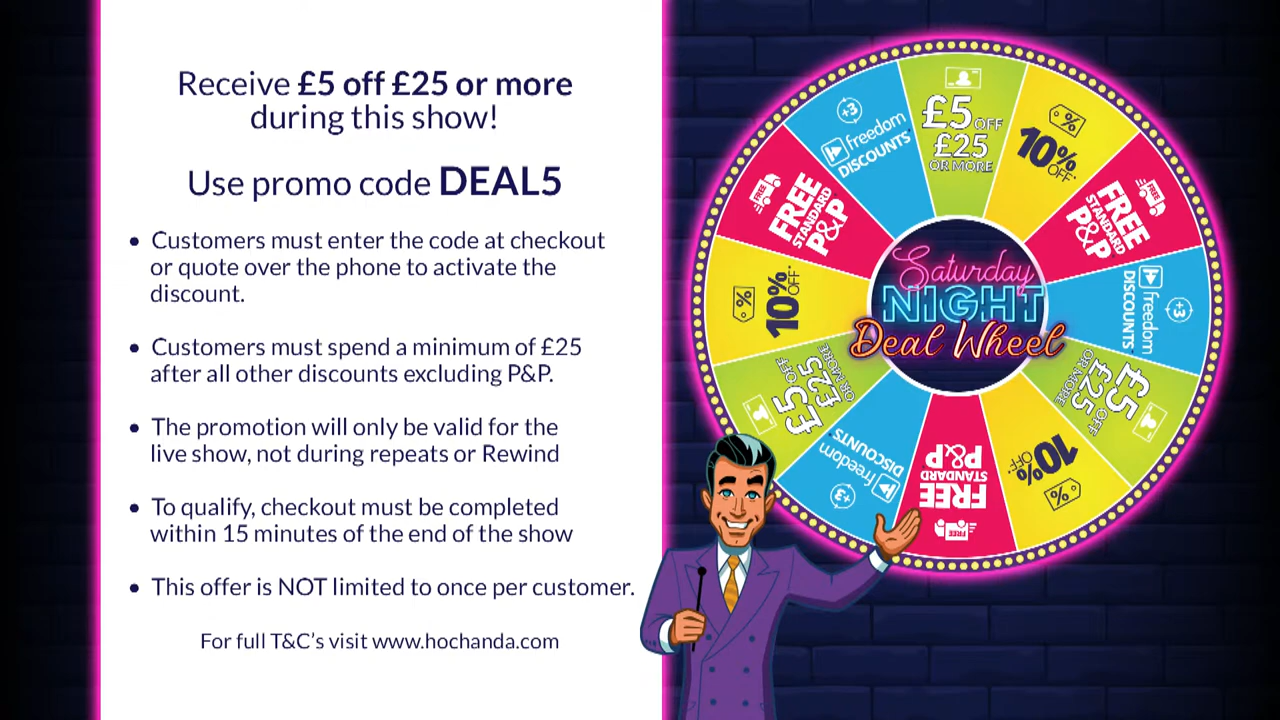 Receive £5 off £25 or more
during this show!
Use promo code DEAL5
• Customers must enter the code at checkout
or quote over the phone to activate the
discount.
• Customers must spend a minimum of £25
after all other discounts excluding P&P.
• The promotion will only be valid for the
live show, not during repeats or Rewind
• To qualify, checkout must be completed
within 15 minutes of the end of the show
• This offer is NOT limited to once per customer.
For full T&C's visit www.hochanda.com
£5 OFF
£25
OR MORE
%
10% OFF*
FREE
FREE
STANDARD
P&P*
+3
freedom
DISCOUNTS*
£5 OFF
£25
OR MORE
%
10% OFF*
FREE
FREE
STANDARD
P&P*
+3
freedom
DISCOUNTS*
£5 OFF
£25
OR MORE
%
10% OFF*
FREE
FREE
STANDARD
P&P*
+3
freedom
DISCOUNTS*
Saturday
NIGHT
Deal Wheel